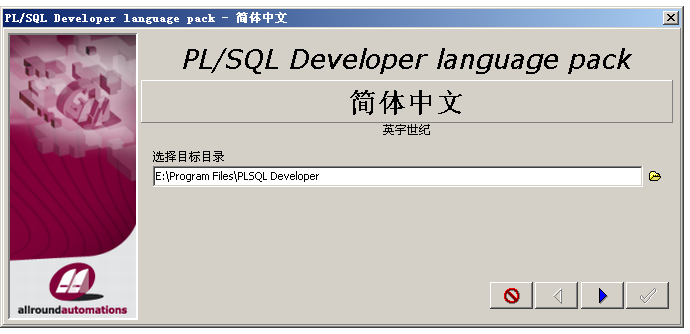 PL/SQL Developer language pack - 简体中文
PL/SQL Developer language pack
简体中文
英宇世纪
选择目标目录
E:\Program Files\PLSQL Developer
allroundautomations